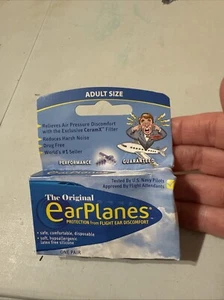 ADULT SIZE
Relieves Air Pressure Discomfort
with the Exclusive CeramX™ Filter
Reduces Harsh Noise
Drug Free
World's #1 Seller
PERFORMANCE GUARANTEED
Tested By U.S. Navy Pilots
Approved By Flight Attendants
The Original
earPlanes®
PROTECTION from FLIGHT EAR DISCOMFORT
• safe, comfortable, disposable
• soft, hypoallergenic
latex free silicone
ONE PAIR